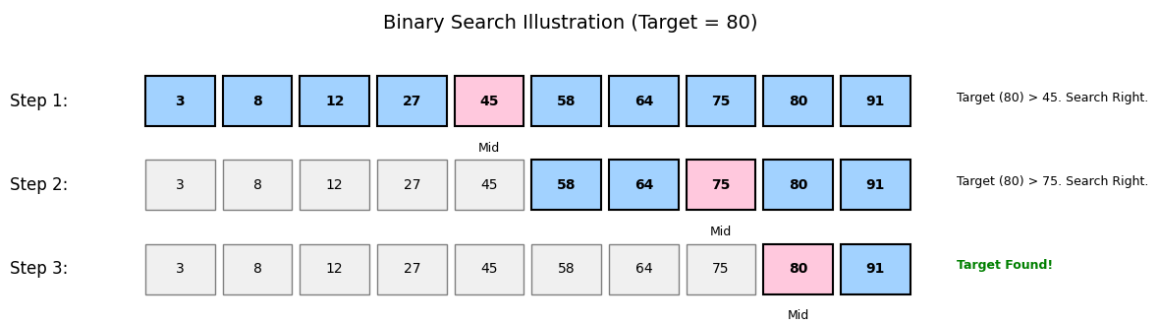 Binary Search Illustration (Target = 80)
Step 1: 3 8 12 27 45 58 64 75 80 91 Target (80) > 45. Search Right.
Mid
Step 2: 3 8 12 27 45 58 64 75 80 91 Target (80) > 75. Search Right.
Mid
Step 3: 3 8 12 27 45 58 64 75 80 91 Target Found!
Mid